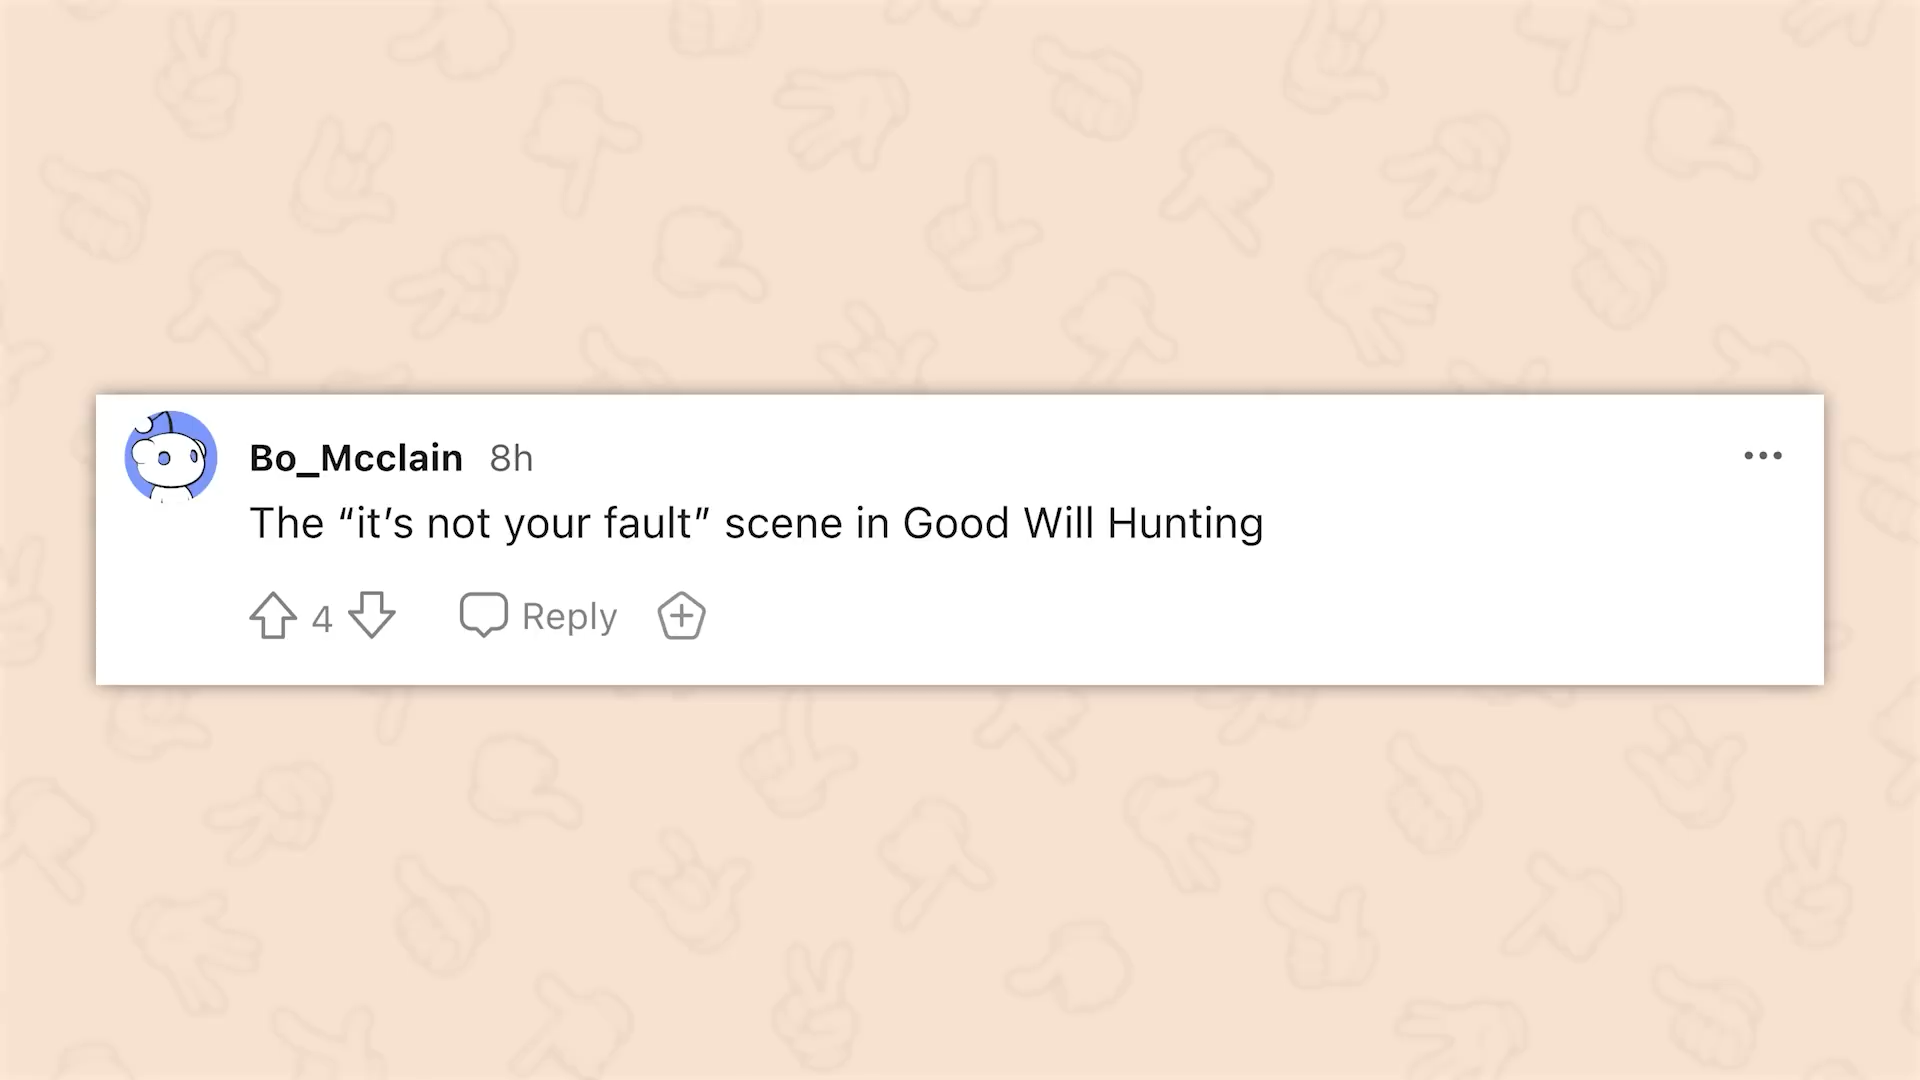 Bo_Mcclain 8h
The “it’s not your fault” scene in Good Will Hunting
4 Reply